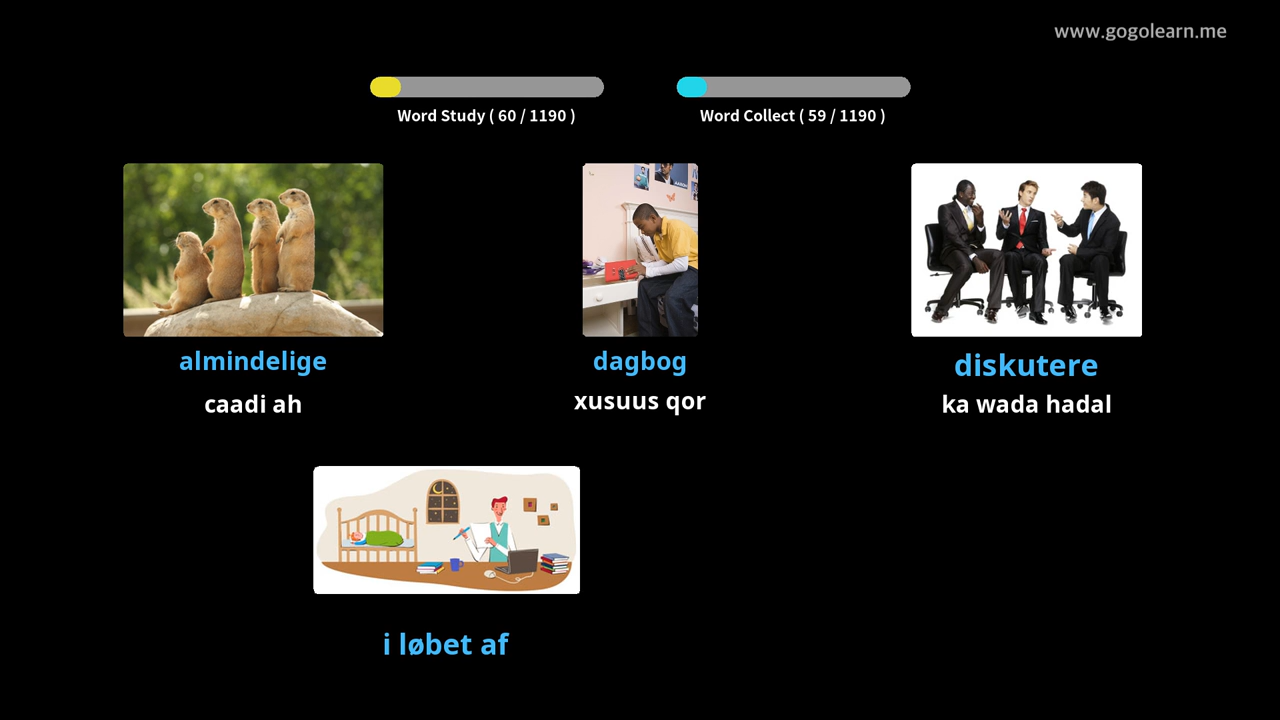 www.gogolearn.me
Word Study ( 60 / 1190 )
Word Collect ( 59 / 1190 )
almindelige
caadi ah
dagbog
xusuus qor
diskutere
ka wada hadal
i løbet af